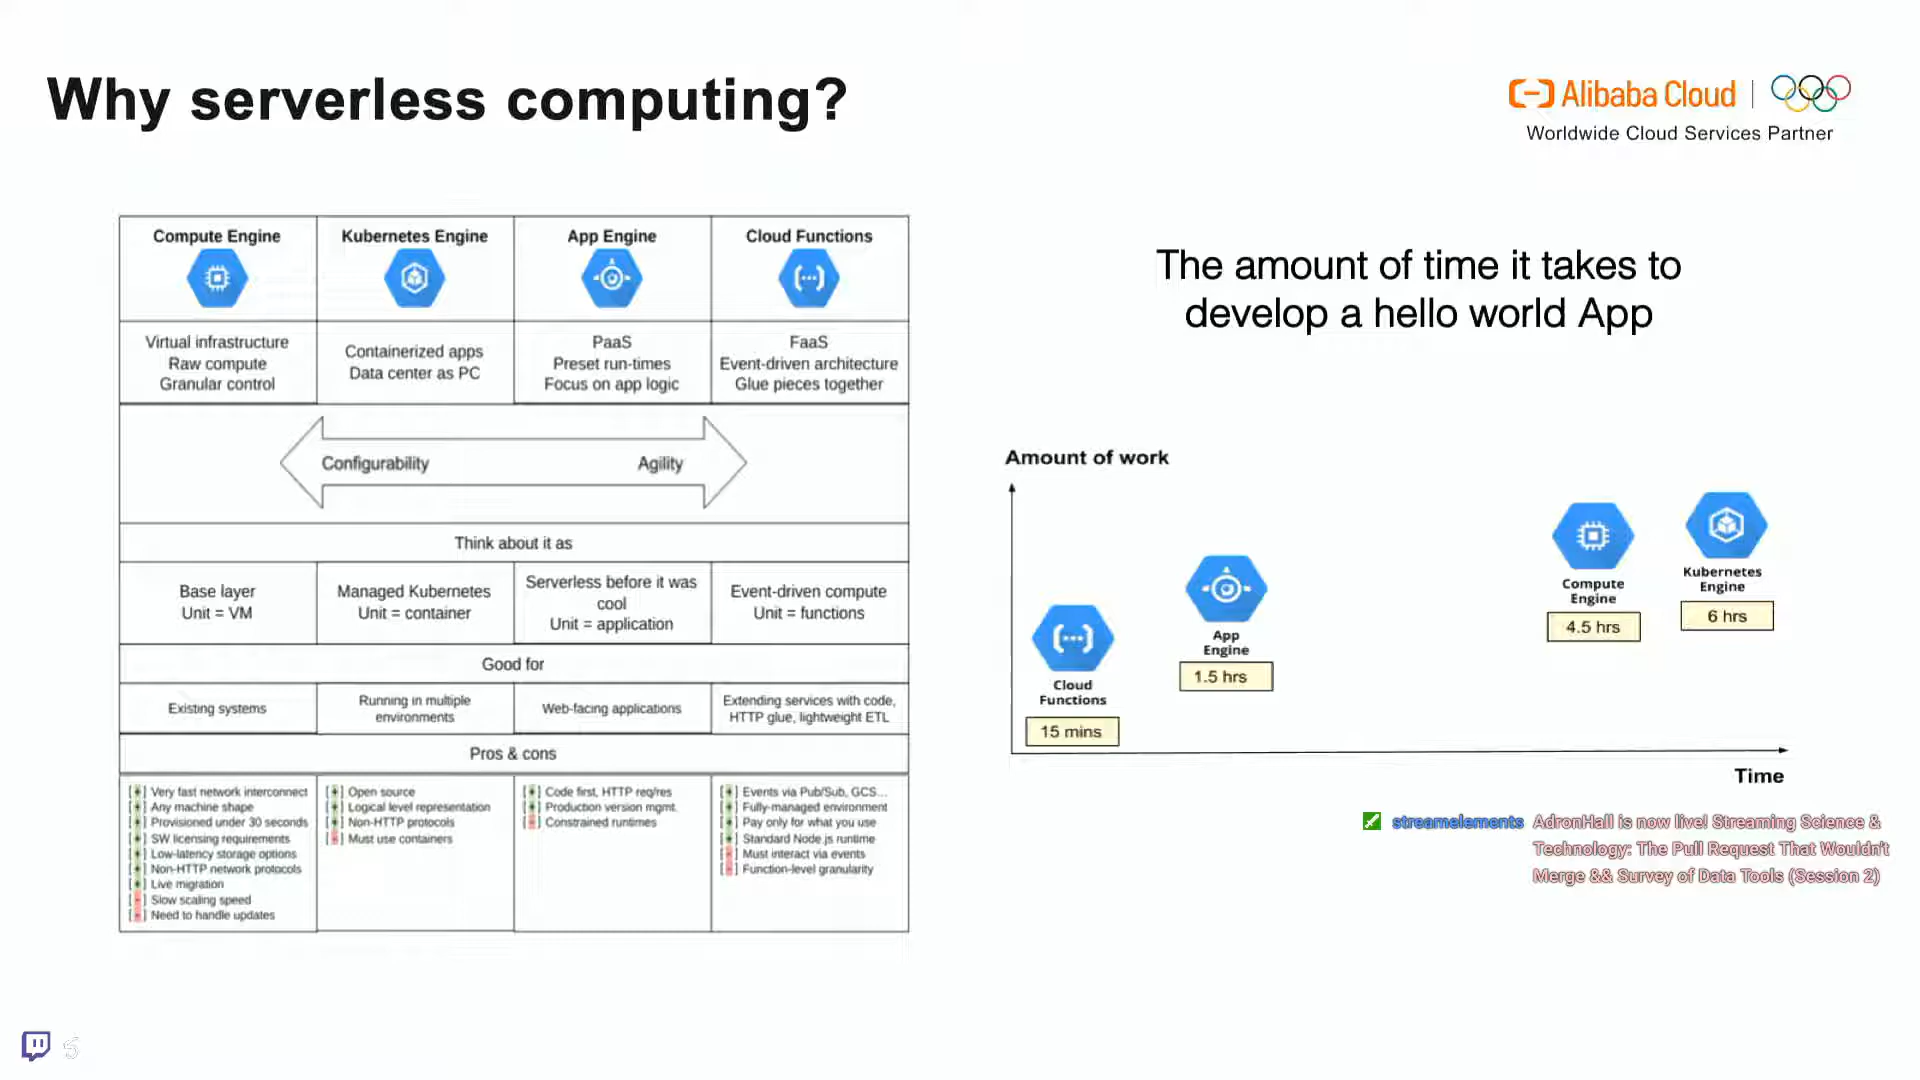 Why serverless computing?
Alibaba Cloud
Worldwide Cloud Services Partner
Compute Engine
Kubernetes Engine
App Engine
Cloud Functions
Virtual infrastructure
Raw compute
Granular control
Containerized apps
Data center as PC
PaaS
Preset run-times
Focus on app logic
FaaS
Event-driven architecture
Glue pieces together
Configurability
Agility
Think about it as
Base layer
Unit = VM
Managed Kubernetes
Unit = container
Serverless before it was
cool
Unit = application
Event-driven compute
Unit = functions
Good for
Existing systems
Running in multiple
environments
Web-facing applications
Extending services with code,
HTTP glue, lightweight ETL
Pros & cons
[+] Very fast network interconnect
[+] Any machine shape
[+] Provisioned under 30 seconds
[+] SW licensing requirements
[+] Low-latency storage options
[+] Non-HTTP network protocols
[+] Live migration
[-] Slow scaling speed
[-] Need to handle updates
[+] Open source
[+] Logical level representation
[+] Non-HTTP protocols
[-] Must use containers
[+] Code first, HTTP req/res
[+] Production version mgmt.
[-] Constrained runtimes
[+] Events via Pub/Sub, GCS...
[+] Fully-managed environment
[+] Pay only for what you use
[+] Standard Node.js runtime
[-] Must interact via events
[-] Function-level granularity
The amount of time it takes to
develop a hello world App
Amount of work
Cloud
Functions
15 mins
App
Engine
1.5 hrs
Compute
Engine
4.5 hrs
Kubernetes
Engine
6 hrs
Time
streamelements AdronHall is now live! Streaming Science &
Technology: The Pull Request That Wouldn't
Merge && Survey of Data Tools (Session 2)
5